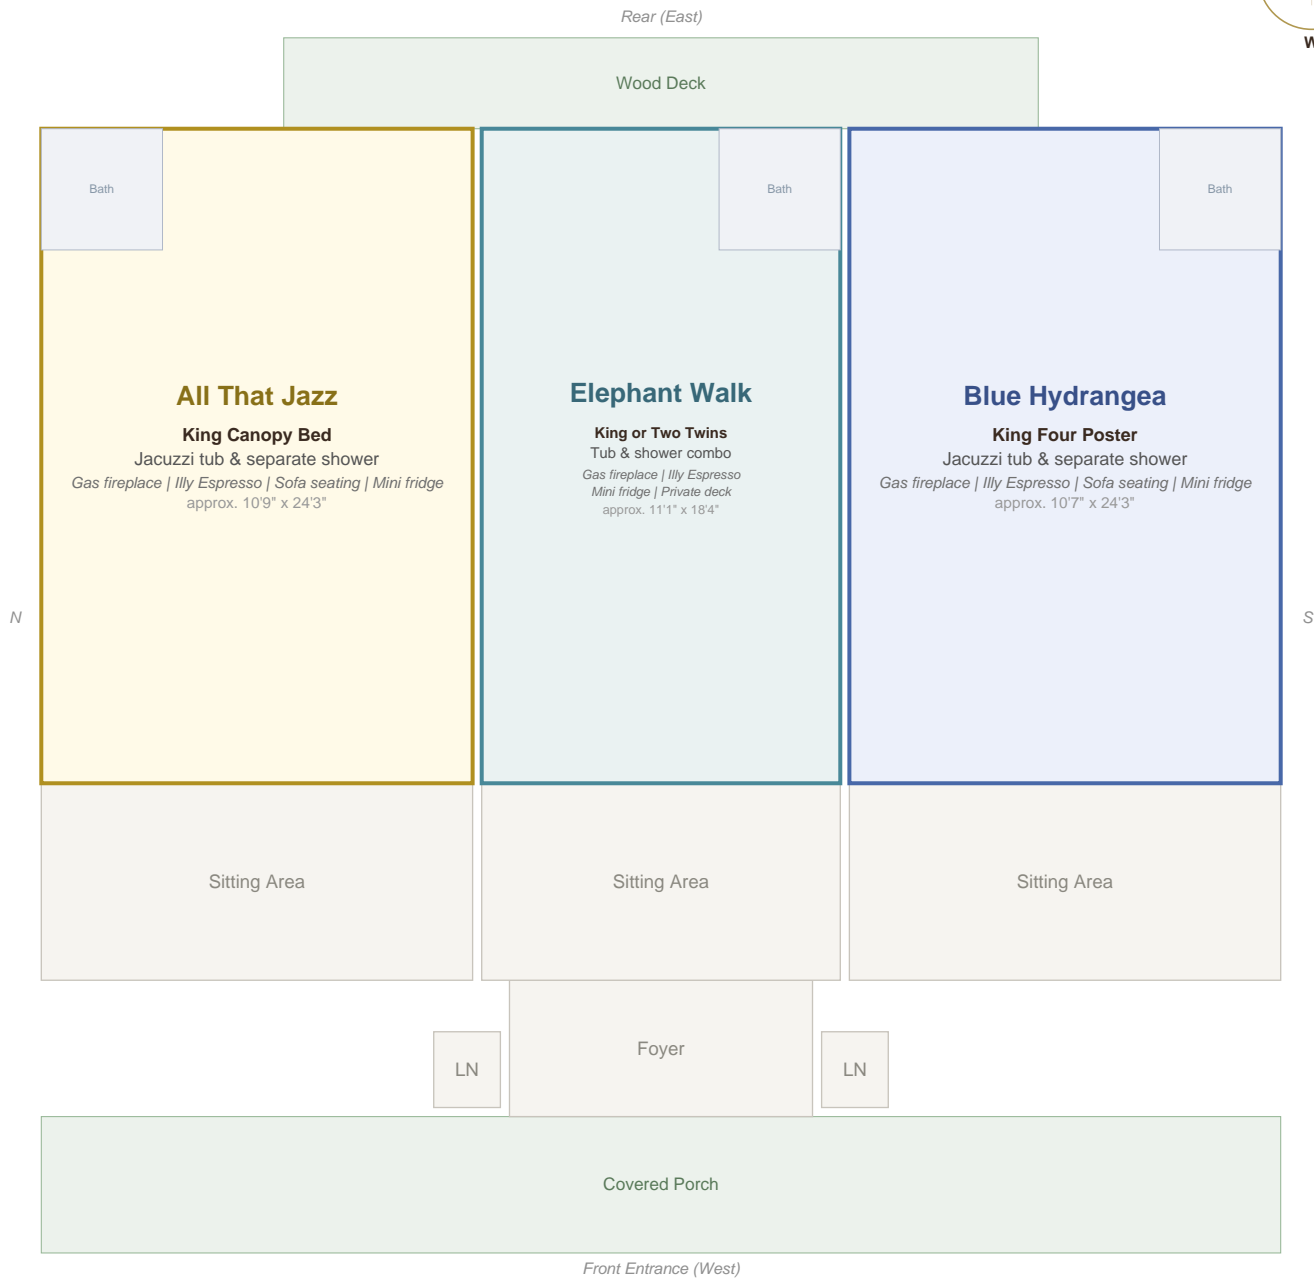 Rear (East)
W
Wood Deck
Bath
Bath
Bath
All That Jazz
King Canopy Bed
Jacuzzi tub & separate shower
Gas fireplace | Illy Espresso | Sofa seating | Mini fridge
approx. 10'9" x 24'3"
Elephant Walk
King or Two Twins
Tub & shower combo
Gas fireplace | Illy Espresso
Mini fridge | Private deck
approx. 11'1" x 18'4"
Blue Hydrangea
King Four Poster
Jacuzzi tub & separate shower
Gas fireplace | Illy Espresso | Sofa seating | Mini fridge
approx. 10'7" x 24'3"
N
S
Sitting Area
Sitting Area
Sitting Area
LN
Foyer
LN
Covered Porch
Front Entrance (West)